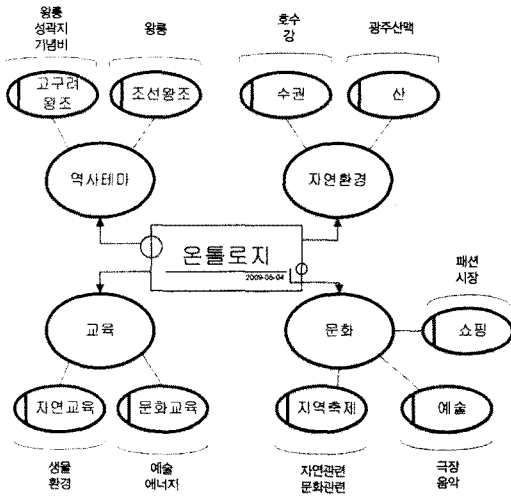 왕릉
성곽지
기념비
왕릉
호수
강
광주산맥
고구려
왕조
조선왕조
수권
산
역사테마
자연환경
온톨로지
2009-05-04
패션
시장
교육
문화
쇼핑
자연교육
문화교육
지역축제
예술
생물
환경
예술
에너지
자연관련
문화관련
극장
음악